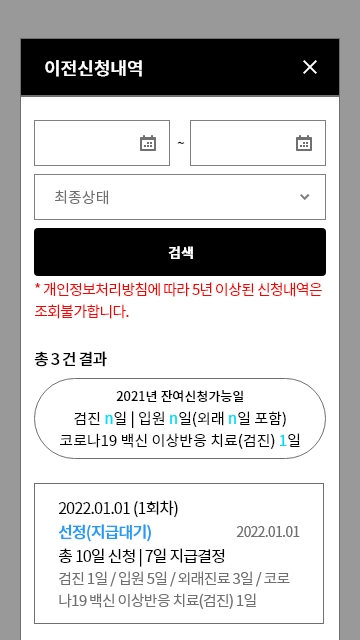 이전신청내역
~
최종상태
검색
* 개인정보처리방침에 따라 5년 이상된 신청내역은
조회불가합니다.
총 3 건 결과
2021년 잔여신청가능일
검진 n일 | 입원 n일(외래 n일 포함)
코로나19 백신 이상반응 치료(검진) 1일
2022.01.01 (1회차)
선정(지급대기) 2022.01.01
총 10일 신청 | 7일 지급결정
검진 1일 / 입원 5일 / 외래진료 3일 / 코로
나19 백신 이상반응 치료(검진) 1일